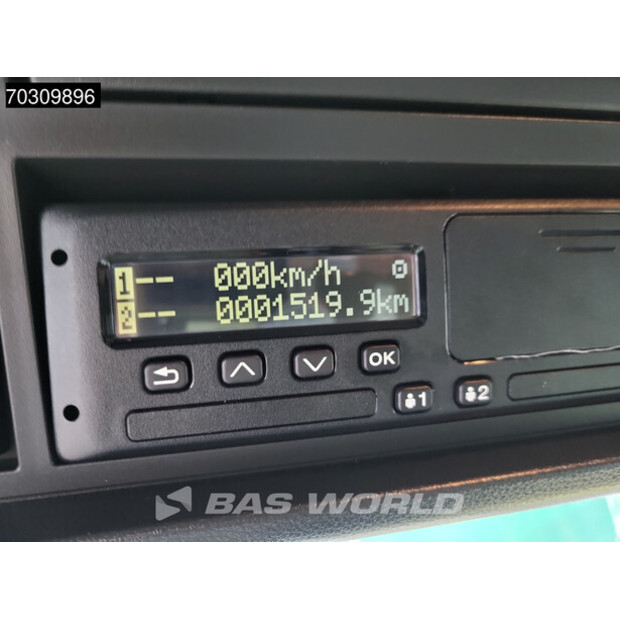 70309896
1-- 000km/h
2-- 0001519.9km
OK
1 2
BAS WORLD